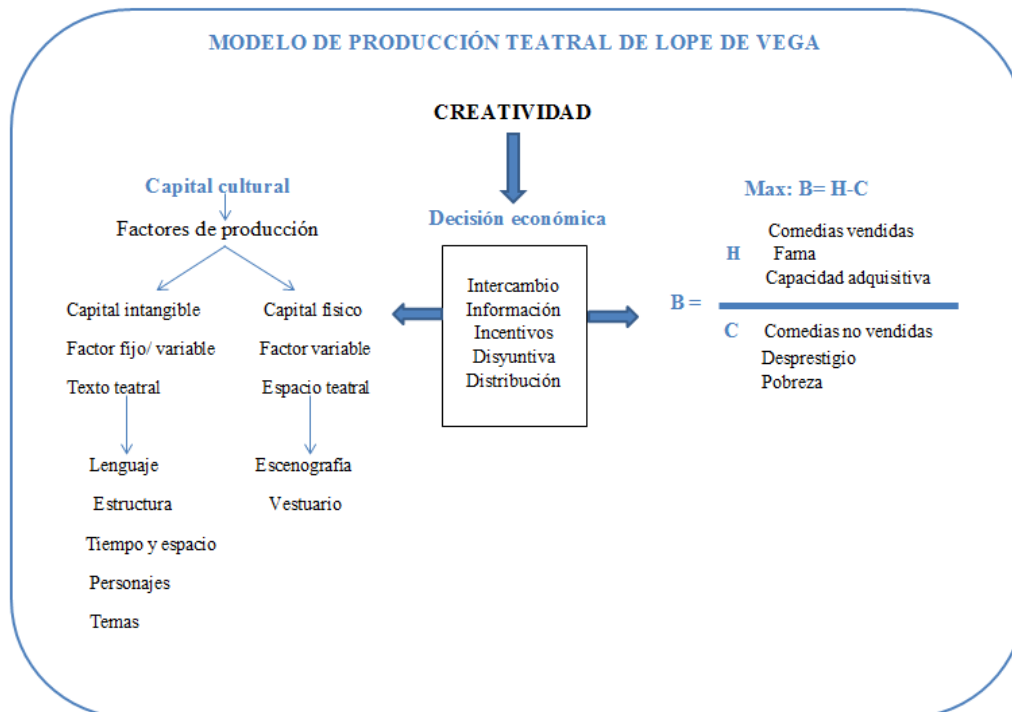 MODELO DE PRODUCCIÓN TEATRAL DE LOPE DE VEGA
CREATIVIDAD
Capital cultural
Factores de producción
Capital intangible
Factor fijo/ variable
Texto teatral
Lenguaje
Estructura
Tiempo y espacio
Personajes
Temas
Capital físico
Factor variable
Espacio teatral
Escenografía
Vestuario
Decisión económica
Intercambio
Información
Incentivos
Disyuntiva
Distribución
Max: B= H-C
B =
H
Comedias vendidas
Fama
Capacidad adquisitiva
C
Comedias no vendidas
Desprestigio
Pobreza